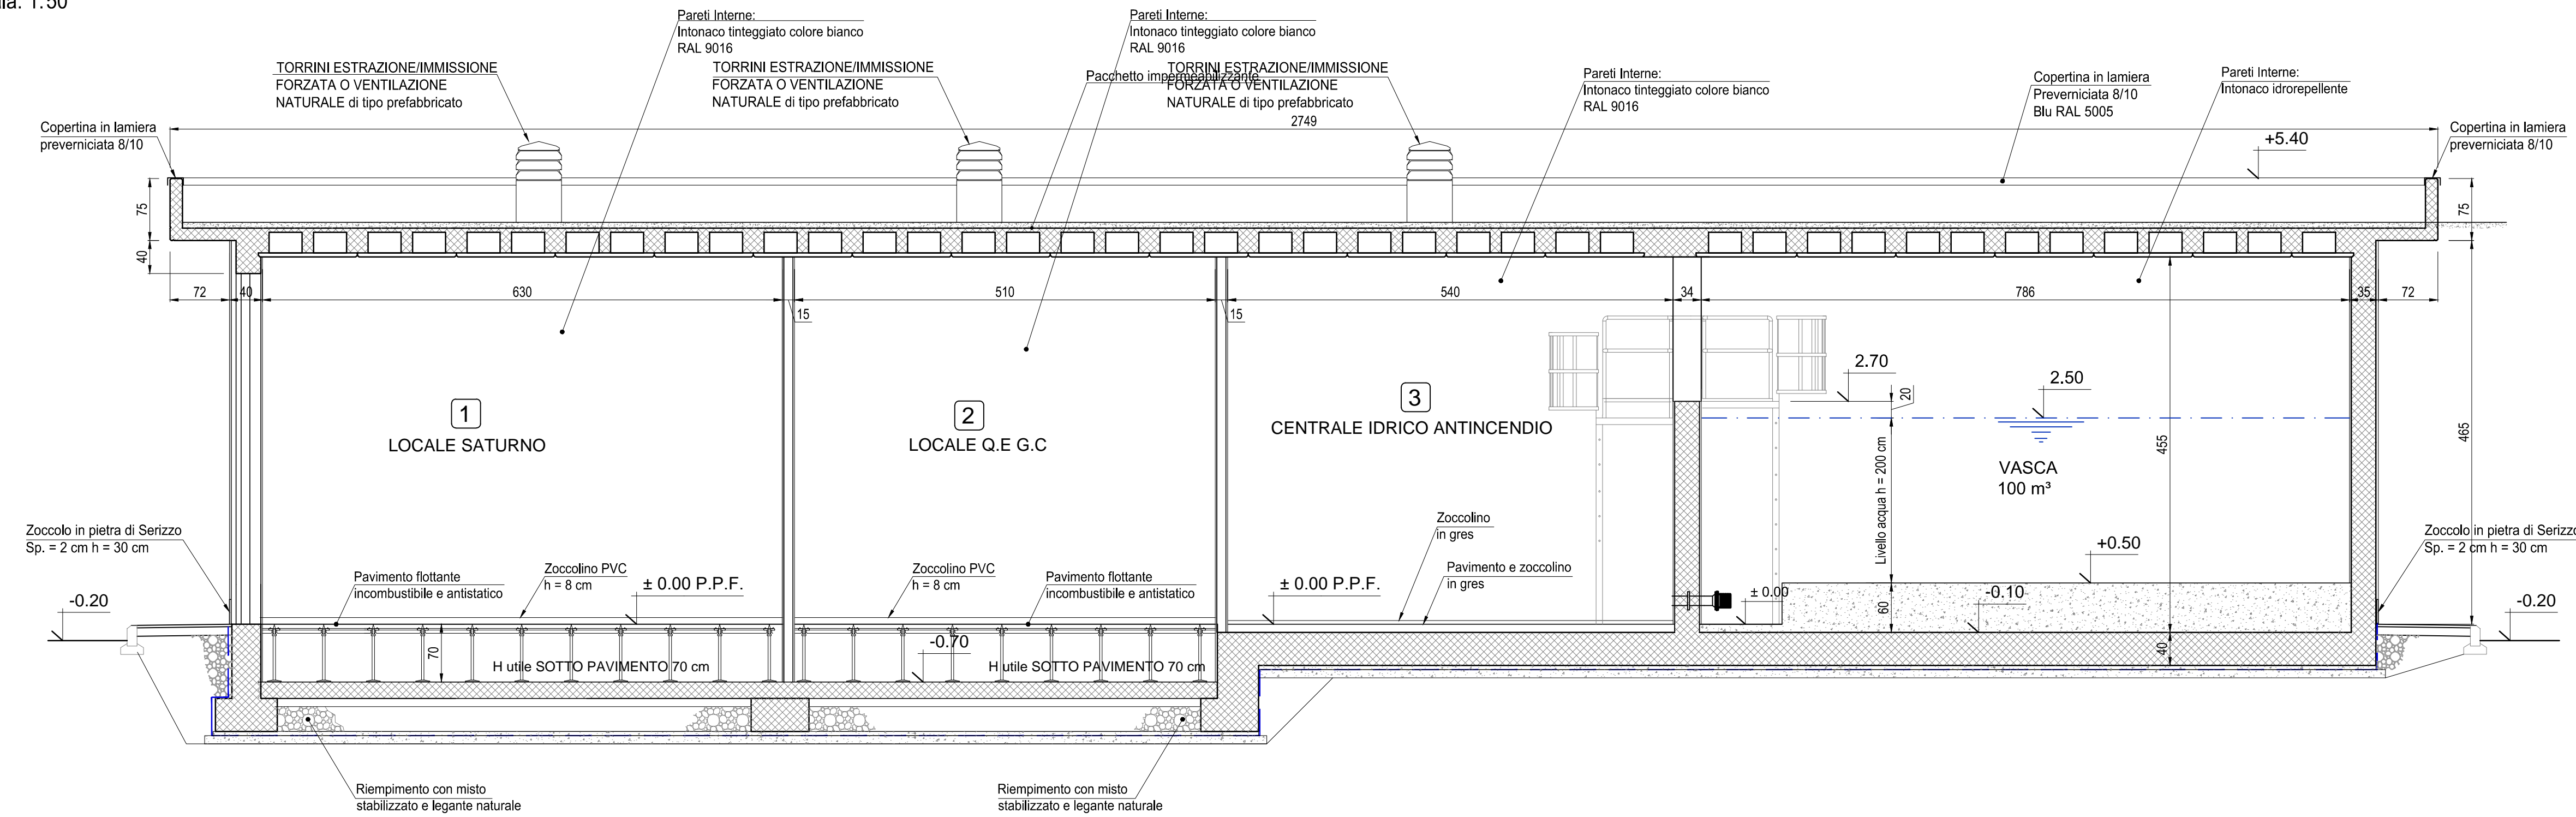 Pareti Interne:
Intonaco tinteggiato colore bianco
RAL 9016
Pareti Interne:
Intonaco tinteggiato colore bianco
RAL 9016
TORRINI ESTRAZIONE/IMMISSIONE
FORZATA O VENTILAZIONE
NATURALE di tipo prefabbricato
TORRINI ESTRAZIONE/IMMISSIONE
FORZATA O VENTILAZIONE
NATURALE di tipo prefabbricato
Pacchetto impermeabilizzante
TORRINI ESTRAZIONE/IMMISSIONE
FORZATA O VENTILAZIONE
NATURALE di tipo prefabbricato
Pareti Interne:
Intonaco tinteggiato colore bianco
RAL 9016
Copertina in lamiera
Preverniciata 8/10
Blu RAL 5005
Pareti Interne:
Intonaco idrorepellente
Copertina in lamiera
preverniciata 8/10
2749
+5.40
Copertina in lamiera
preverniciata 8/10
75
75
40
72
40
630
15
510
15
540
34
786
35
72
1
LOCALE SATURNO
2
LOCALE Q.E G.C
3
CENTRALE IDRICO ANTINCENDIO
2.70
20
2.50
455
465
VASCA
100 m³
Livello acqua h = 200 cm
Zoccolo in pietra di Serizzo
Sp. = 2 cm h = 30 cm
Zoccolino
in gres
+0.50
Zoccolo in pietra di Serizzo
Sp. = 2 cm h = 30 cm
Pavimento flottante
incombustibile e antistatico
Zoccolino PVC
h = 8 cm
± 0.00 P.P.F.
Zoccolino PVC
h = 8 cm
Pavimento flottante
incombustibile e antistatico
± 0.00 P.P.F.
Pavimento e zoccolino
in gres
± 0.00
60
-0.10
-0.20
-0.20
70
H utile SOTTO PAVIMENTO 70 cm
-0.70
H utile SOTTO PAVIMENTO 70 cm
40
Riempimento con misto
stabilizzato e legante naturale
Riempimento con misto
stabilizzato e legante naturale